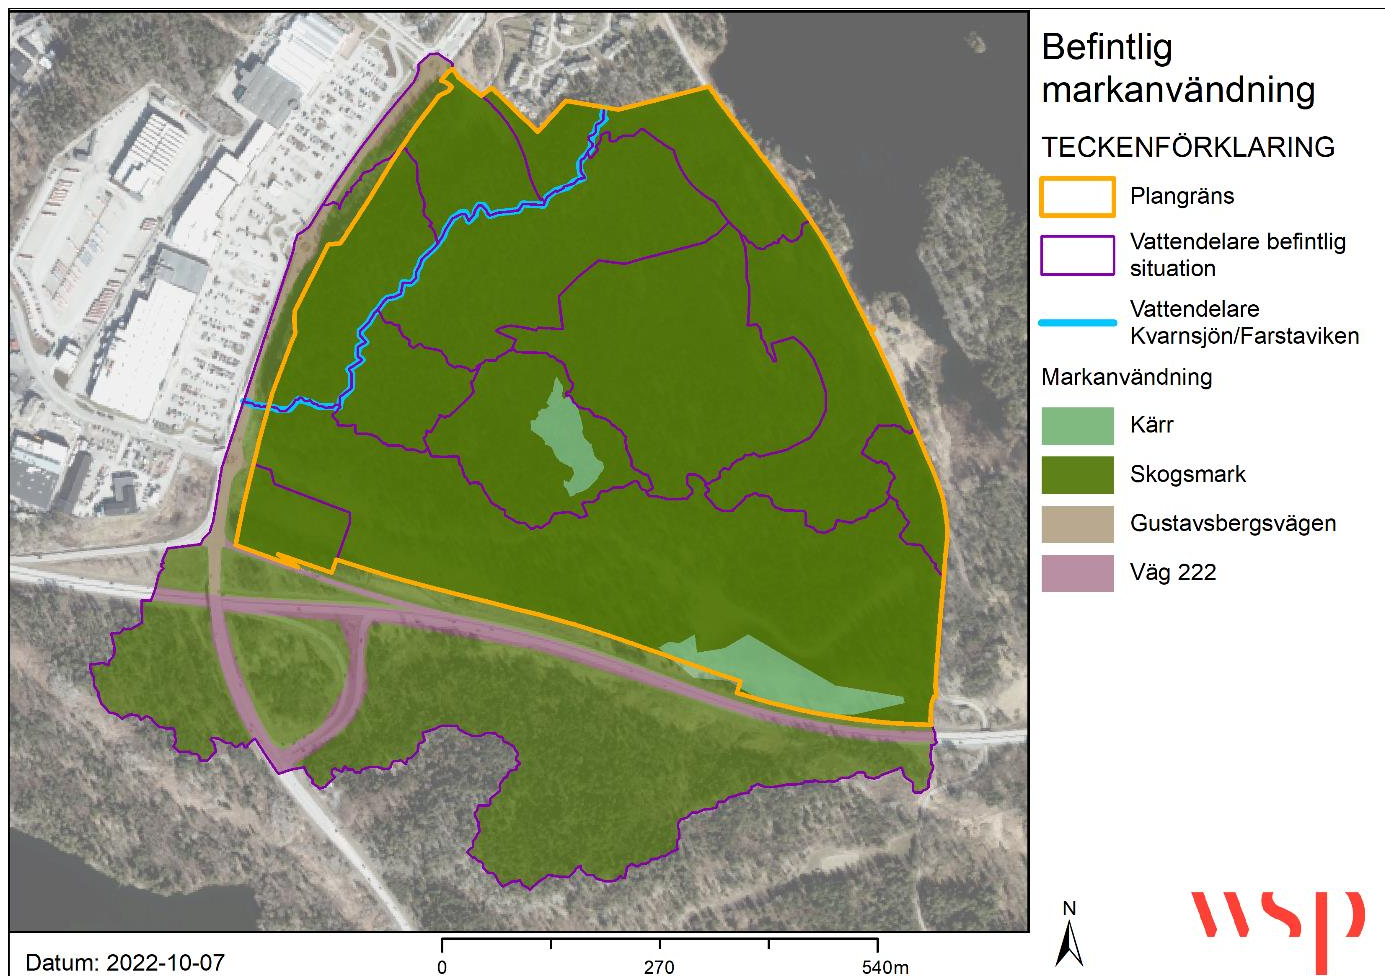 Befintlig
markanvändning
TECKENFÖRKLARING
Plangräns
Vattendelare befintlig
situation
Vattendelare
Kvarnsjön/Farstaviken
Markanvändning
Kärr
Skogsmark
Gustavsbergsvägen
Väg 222
N
wsp
Datum: 2022-10-07
0 270 540m